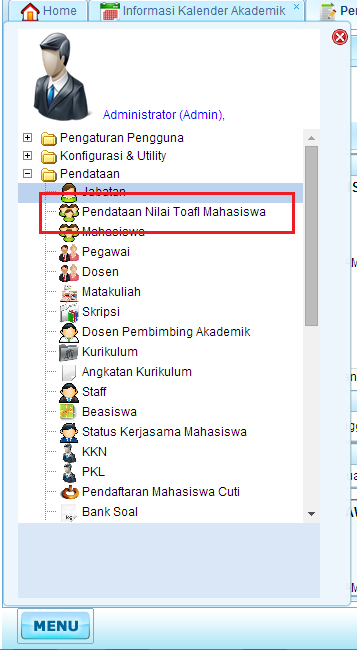 Home Informasi Kalender Akademik Pe
Administrator (Admin),
Pengaturan Pengguna
Konfigurasi & Utility
Pendataan
Jabatan
Pendataan Nilai Toafl Mahasiswa
Mahasiswa
Pegawai
Dosen
Matakuliah
Skripsi
Dosen Pembimbing Akademik
Kurikulum
Angkatan Kurikulum
Staff
Beasiswa
Status Kerjasama Mahasiswa
KKN
PKL
Pendaftaran Mahasiswa Cuti
Bank Soal
MENU